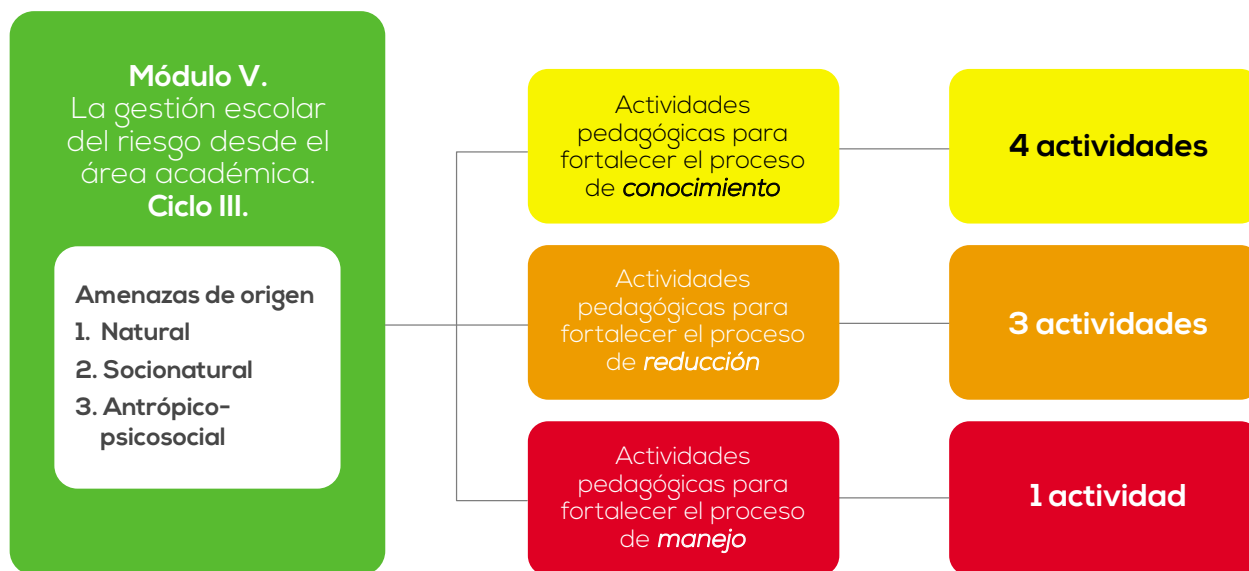 Módulo V.
La gestión escolar
del riesgo desde el
área académica.
Ciclo III.
Amenazas de origen
1. Natural
2. Socionatural
3. Antrópico-
psicosocial
Actividades
pedagógicas para
fortalecer el proceso
de conocimiento
4 actividades
Actividades
pedagógicas para
fortalecer el proceso
de reducción
3 actividades
Actividades
pedagógicas para
fortalecer el proceso
de manejo
1 actividad